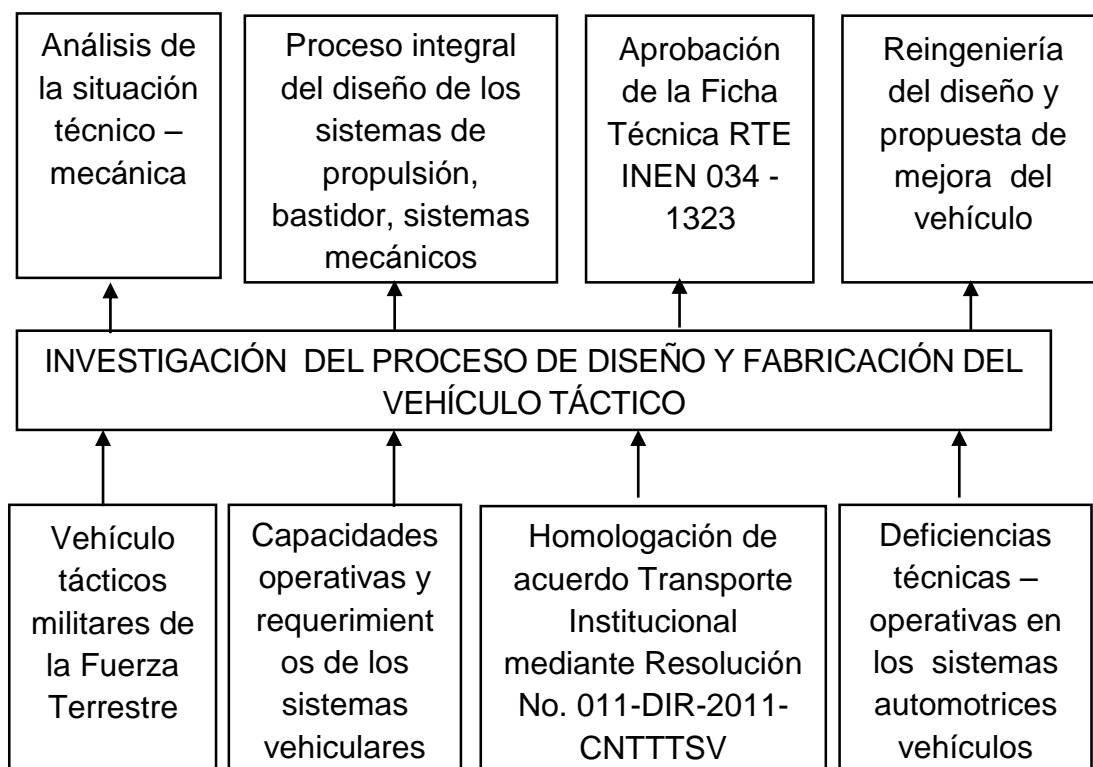 Análisis de
la situación
técnico –
mecánica
Proceso integral
del diseño de los
sistemas de
propulsión,
bastidor, sistemas
mecánicos
Aprobación
de la Ficha
Técnica RTE
INEN 034 -
1323
Reingeniería
del diseño y
propuesta de
mejora del
vehículo
INVESTIGACIÓN DEL PROCESO DE DISEÑO Y FABRICACIÓN DEL
VEHÍCULO TÁCTICO
Vehículo
tácticos
militares de
la Fuerza
Terrestre
Capacidades
operativas y
requerimient
os de los
sistemas
vehiculares
Homologación de
acuerdo Transporte
Institucional
mediante Resolución
No. 011-DIR-2011-
CNTTTSV
Deficiencias
técnicas –
operativas en
los sistemas
automotrices
vehículos